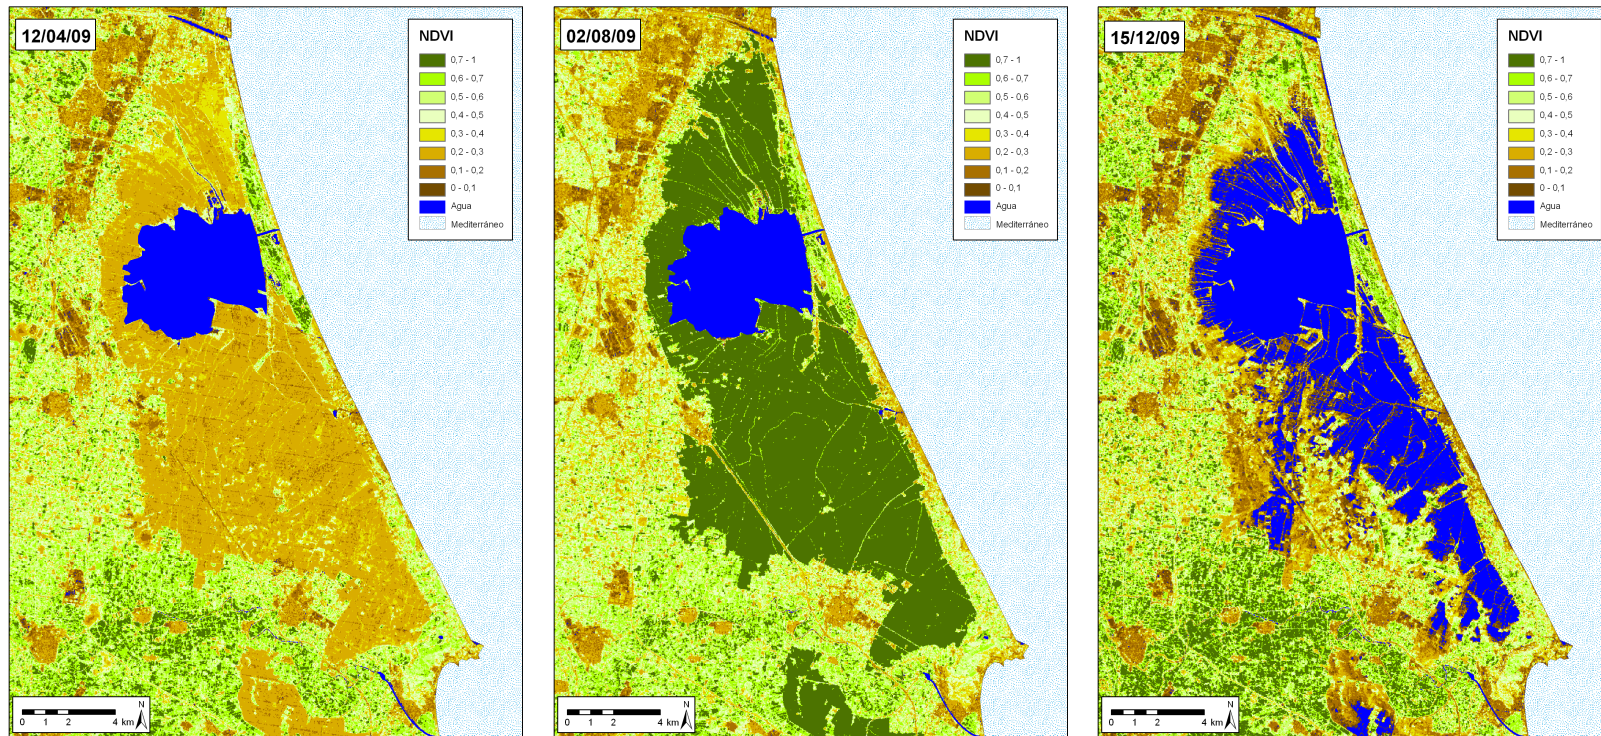 12/04/09
NDVI
0,7 - 1
0,6 - 0,7
0,5 - 0,6
0,4 - 0,5
0,3 - 0,4
0,2 - 0,3
0,1 - 0,2
0 - 0,1
Agua
Mediterráneo
0 1 2 4 km
N
02/08/09
NDVI
0,7 - 1
0,6 - 0,7
0,5 - 0,6
0,4 - 0,5
0,3 - 0,4
0,2 - 0,3
0,1 - 0,2
0 - 0,1
Agua
Mediterráneo
0 1 2 4 km
N
15/12/09
NDVI
0,7 - 1
0,6 - 0,7
0,5 - 0,6
0,4 - 0,5
0,3 - 0,4
0,2 - 0,3
0,1 - 0,2
0 - 0,1
Agua
Mediterráneo
0 1 2 4 km
N